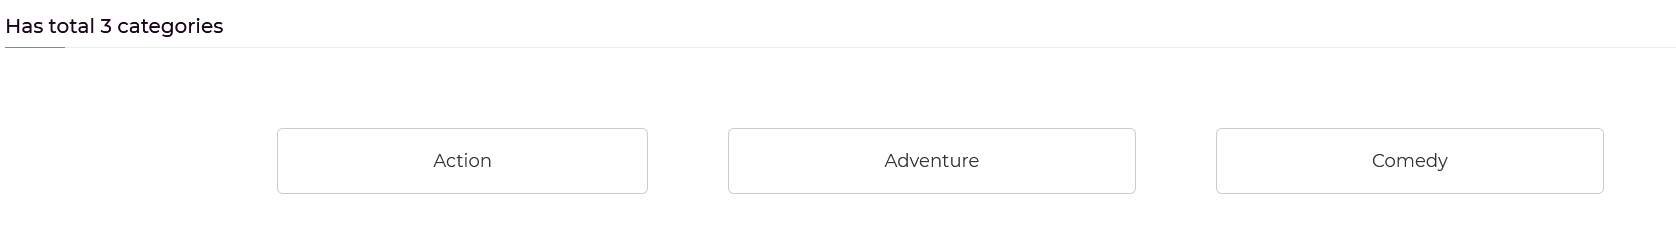 Has total 3 categories
Action
Adventure
Comedy